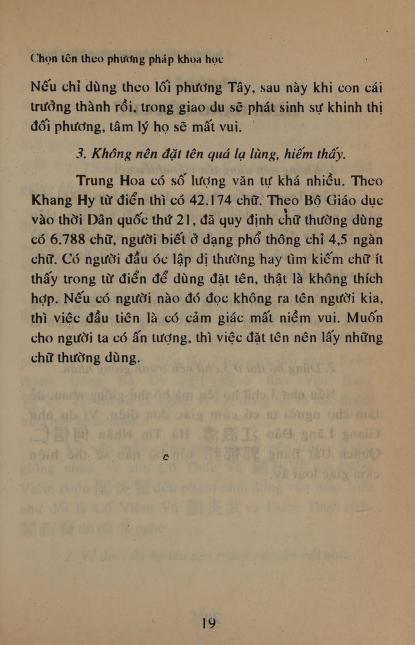 Chọn tên theo phương pháp khoa học
Nếu chỉ dùng theo lối phương Tây, sau này khi con cái
trưởng thành rồi, trong giao du sẽ phát sinh sự khinh thị
đối phương, tâm lý họ sẽ mất vui.
3. Không nên đặt tên quá lạ lùng, hiếm thấy.
Trung Hoa có số lượng văn tự khá nhiều. Theo
Khang Hy từ điển thì có 42.174 chữ. Theo Bộ Giáo dục
vào thời Dân quốc thứ 21, đã quy định chữ thường dùng
có 6.788 chữ, người biết ở dạng phổ thông chỉ 4,5 ngàn
chữ. Có người đầu óc lập dị thường hay tìm kiếm chữ ít
thấy trong từ điển để dùng đặt tên, thật là không thích
hợp. Nếu có người nào đó đọc không ra tên người kia,
thì việc đầu tiên là có cảm giác mất niềm vui. Muốn
cho người ta có ấn tượng, thì việc đặt tên nên lấy những
chữ thường dùng.
19